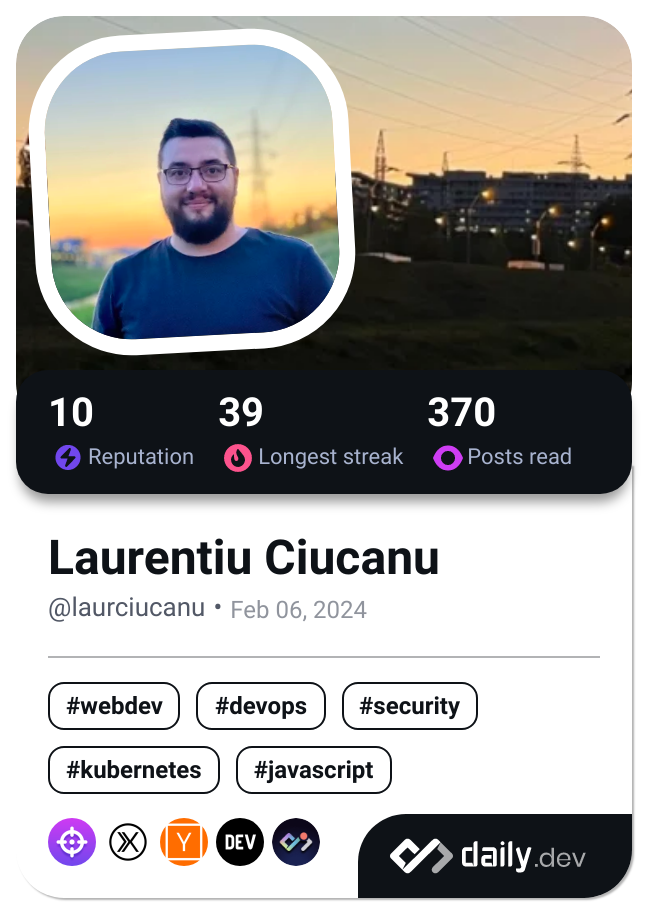 10 39 370
Reputation Longest streak Posts read
Laurentiu Ciucanu
@laurciucanu • Feb 06, 2024
#webdev #devops #security
#kubernetes #javascript
Y DEV daily.dev